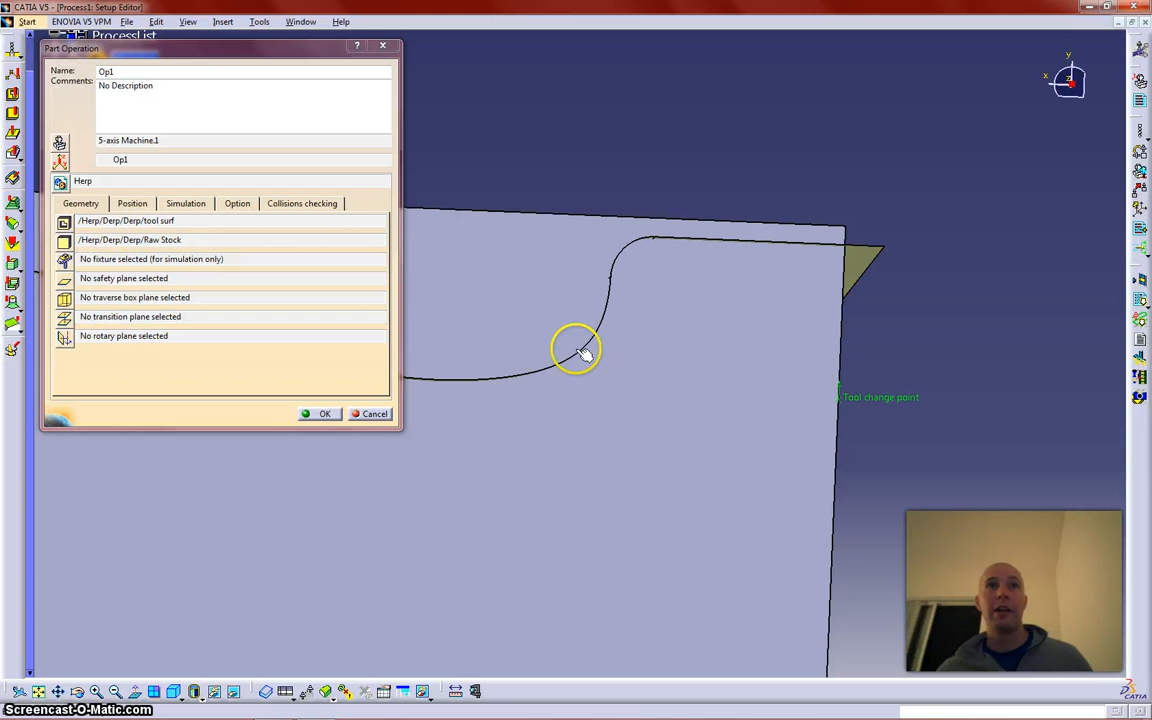 CATIA V5 - [Process1: Setup Editor]
Start ENOVIA V5 VPM File Edit View Insert Tools Window Help
ProcessList
Part Operation
Name: Op1
Comments: No Description
5-axis Machine.1
Op1
Herp
Geometry Position Simulation Option Collisions checking
/Herp/Derp/Derp/tool surf
/Herp/Derp/Derp/Raw Stock
No fixture selected (for simulation only)
No safety plane selected
No traverse box plane selected
No transition plane selected
No rotary plane selected
OK Cancel
y
x
z
Tool change point
CATIA
Screencast-O-Matic.com